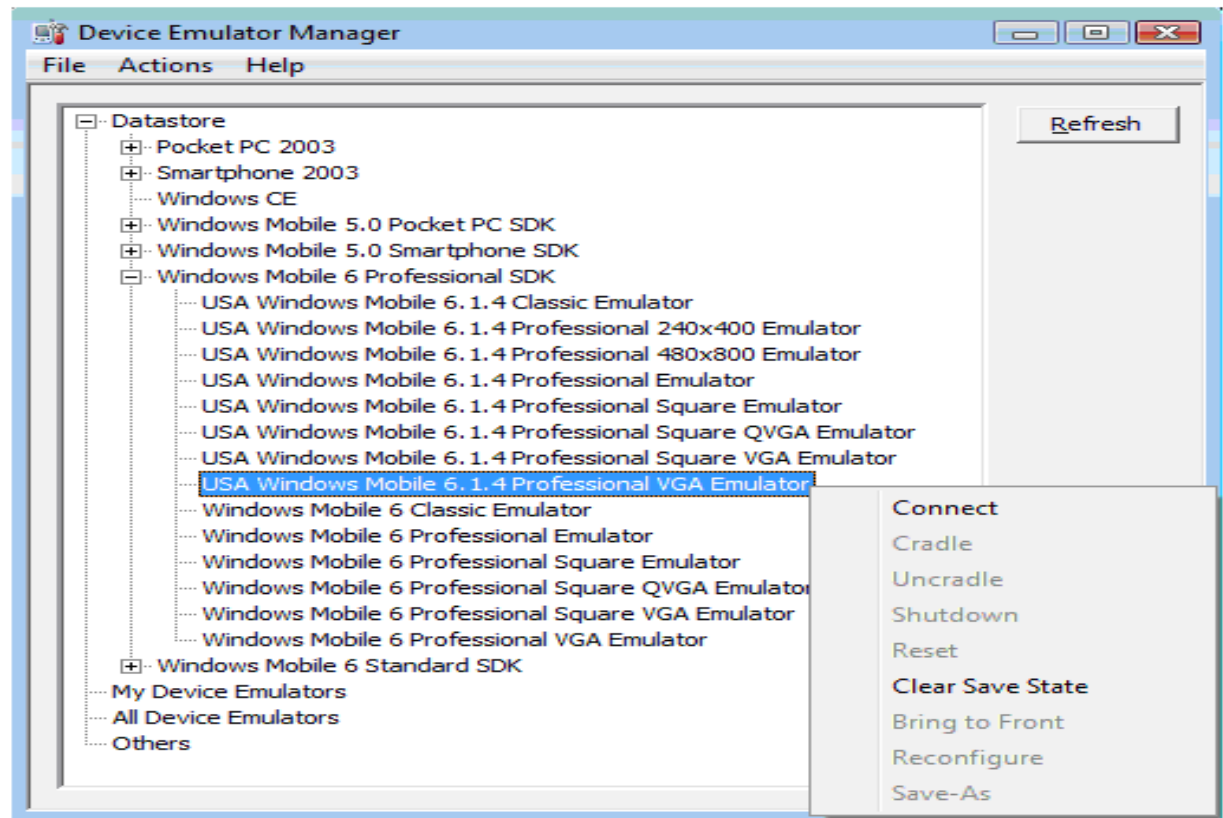 Device Emulator Manager
File Actions Help
Refresh
Datastore
Pocket PC 2003
Smartphone 2003
Windows CE
Windows Mobile 5.0 Pocket PC SDK
Windows Mobile 5.0 Smartphone SDK
Windows Mobile 6 Professional SDK
USA Windows Mobile 6.1.4 Classic Emulator
USA Windows Mobile 6.1.4 Professional 240x400 Emulator
USA Windows Mobile 6.1.4 Professional 480x800 Emulator
USA Windows Mobile 6.1.4 Professional Emulator
USA Windows Mobile 6.1.4 Professional Square Emulator
USA Windows Mobile 6.1.4 Professional Square QVGA Emulator
USA Windows Mobile 6.1.4 Professional Square VGA Emulator
USA Windows Mobile 6.1.4 Professional VGA Emulator
Windows Mobile 6 Classic Emulator
Windows Mobile 6 Professional Emulator
Windows Mobile 6 Professional Square Emulator
Windows Mobile 6 Professional Square QVGA Emulator
Windows Mobile 6 Professional Square VGA Emulator
Windows Mobile 6 Professional VGA Emulator
Windows Mobile 6 Standard SDK
My Device Emulators
All Device Emulators
Others
Connect
Cradle
Uncradle
Shutdown
Reset
Clear Save State
Bring to Front
Reconfigure
Save-As